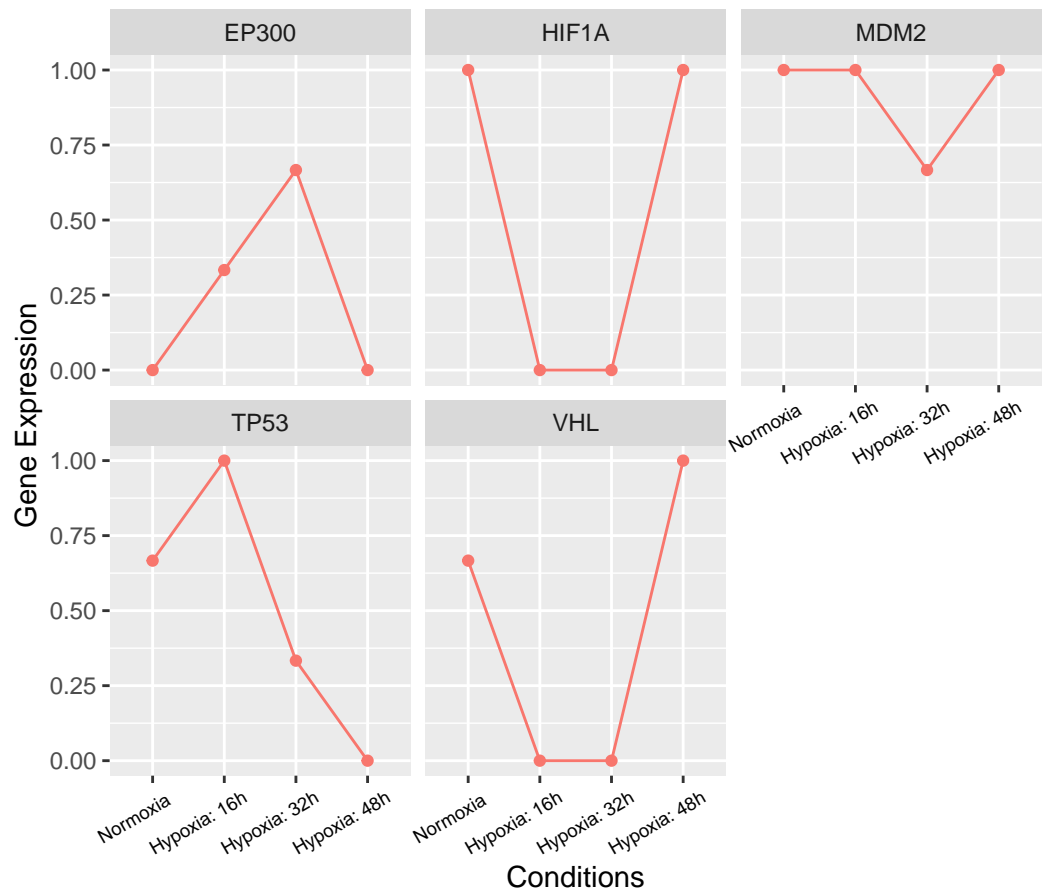 EP300
HIF1A
MDM2
1.00
0.75
0.50
0.25
0.00
Normoxia
Hypoxia: 16h
Hypoxia: 32h
Hypoxia: 48h
TP53
VHL
1.00
0.75
0.50
0.25
0.00
Normoxia
Hypoxia: 16h
Hypoxia: 32h
Hypoxia: 48h
Normoxia
Hypoxia: 16h
Hypoxia: 32h
Hypoxia: 48h
Gene Expression
Conditions